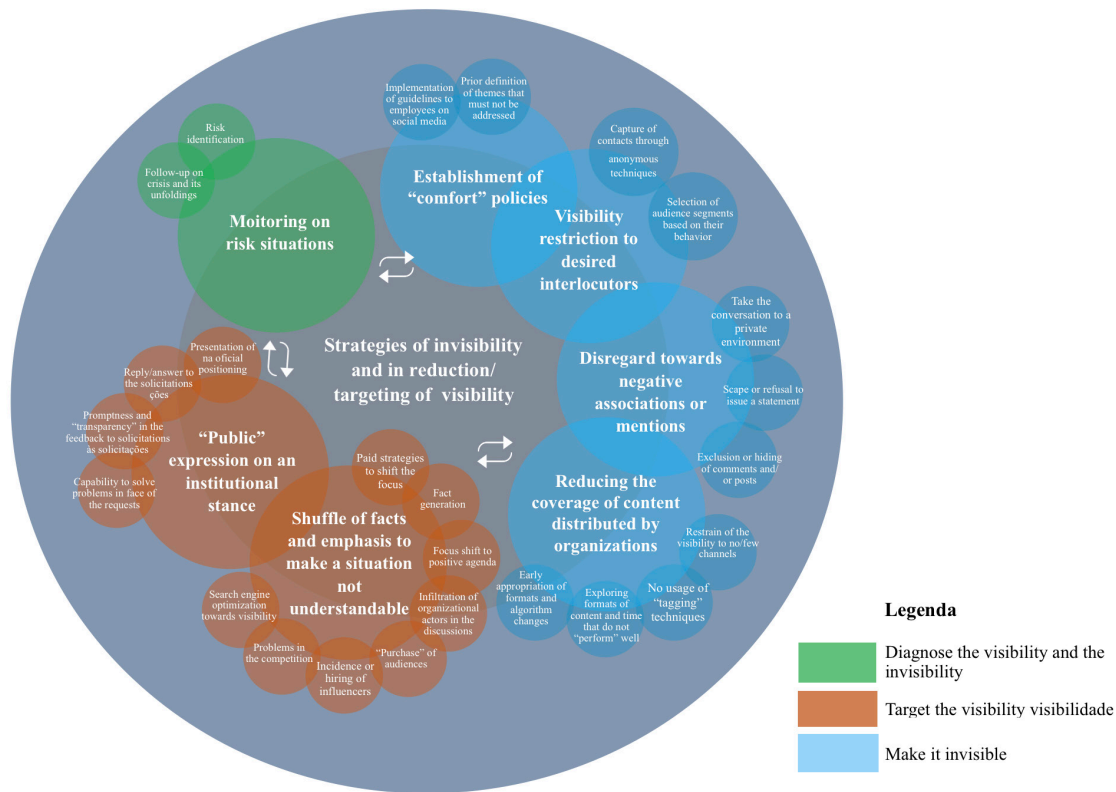 Implementation
of guidelines to
employees on
social media
Prior definition
of themes that
must not be
addressed
Risk
identification
Follow-up on
crisis and its
unfoldings
Moitoring on
risk situations
Establishment of
“comfort” policies
Capture of
contacts through
anonymous
techniques
Selection of
audience segments
based on their
behavior
Visibility
restriction to
desired
interlocutors
Take the
conversation to a
private
environment
Scape or refusal to
issue a statement
Exclusion or hiding
of comments and/
or posts
Disregard towards
negative
associations or
mentions
Strategies of invisibility
and in reduction/
targeting of visibility
Presentation of
na oficial
positioning
Reply/answer to
the solicitations
ções
Promptness and
“transparency” in the
feedback to solicitations
às solicitações
Capability to solve
problems in face of
the requests
“Public”
expression on an
institutional
stance
Paid strategies
to shift the
focus
Fact
generation
Focus shift to
positive agenda
Infiltration of
organizational
actors in the
discussions
“Purchase” of
audiences
Incidence or
hiring of
influencers
Problems in
the competition
Search engine
optimization
towards visibility
Shuffle of facts
and emphasis to
make a situation
not
understandable
Reducing the
coverage of content
distributed by
organizations
Restrain of the
visibility to no/few
channels
No usage of
“tagging”
techniques
Exploring
formats of
content and time
that do not
“perform” well
Early
appropriation of
formats and
algorithm
changes
Legenda
Diagnose the visibility and the
invisibility
Target the visibility visibilidade
Make it invisible